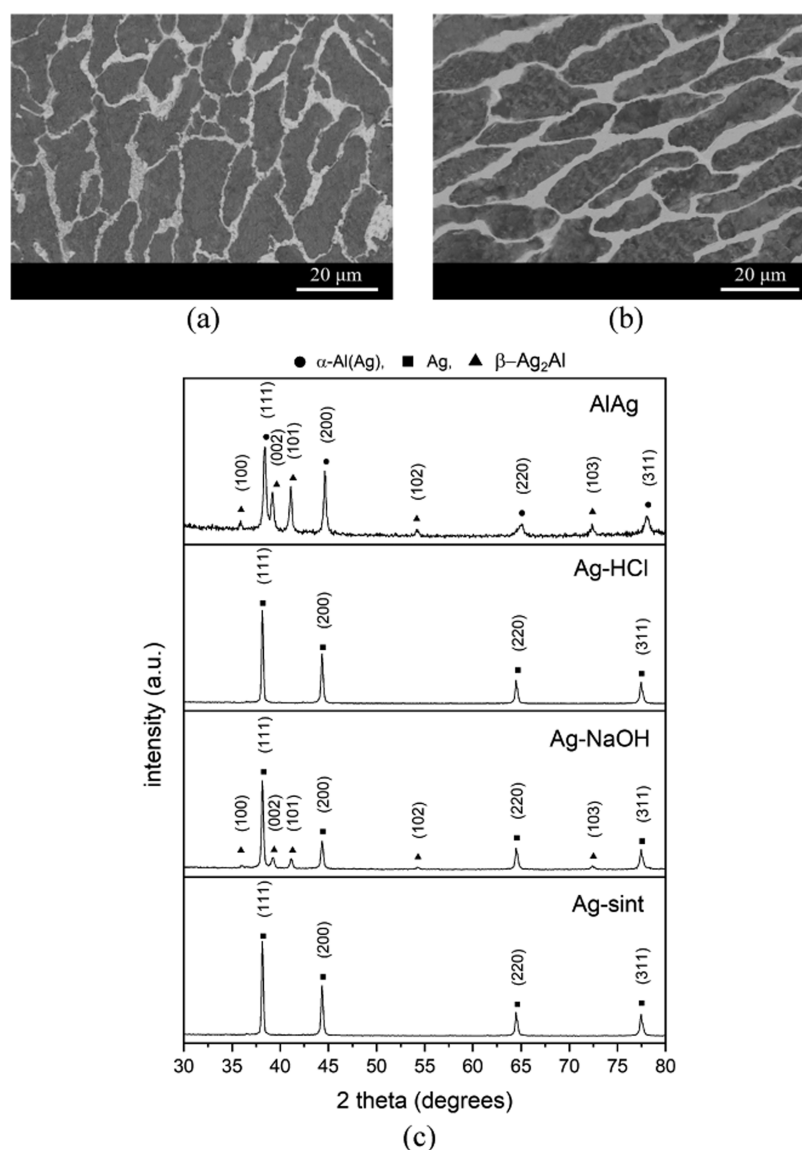 20 μm
20 μm
(a)
(b)
α-Al(Ag), Ag, β–Ag₂Al
AlAg
(100)
(111)
(002)
(101)
(200)
(102)
(220)
(103)
(311)
Ag-HCl
(111)
(200)
(220)
(311)
Ag-NaOH
(100)
(111)
(002)
(101)
(200)
(102)
(220)
(103)
(311)
Ag-sint
(111)
(200)
(220)
(311)
intensity (a.u.)
30 35 40 45 50 55 60 65 70 75 80
2 theta (degrees)
(c)